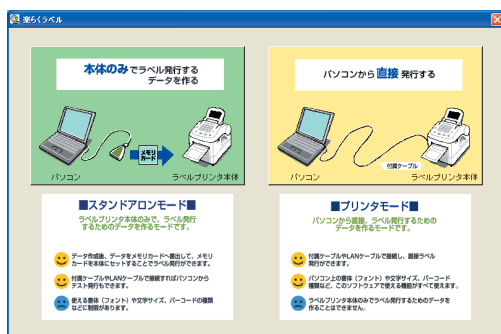 楽らくラベル
本体のみでラベル発行する
データを作る
メモリ
カード
パソコン
ラベルプリンタ本体
パソコンから直接発行する
付属ケーブル
パソコン
ラベルプリンタ本体
■スタンドアロンモード■
ラベルプリンタ本体のみで、ラベル発行
するためのデータを作るモードです。
データ作成後、データをメモリカードへ書出して、メモリ
カードを本体にセットすることでラベル発行ができます。
付属ケーブルやLANケーブルで接続すればパソコンから
テスト発行もできます。
使える書体（フォント）や文字サイズ、バーコードの種類
などに制限があります。
■プリンタモード■
パソコンから直接、ラベル発行するための
データを作るモードです。
付属ケーブルやLANケーブルで接続し、直接ラベル
発行ができます。
パソコン上の書体（フォント）や文字サイズ、バーコード
種類など、このソフトウェアで使える機能がすべて使えます。
ラベルプリンタ本体のみでラベル発行するためのデータを
作ることはできません。